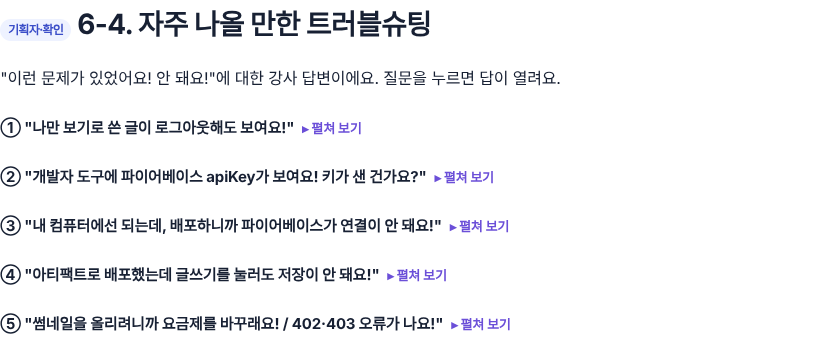 기획자·확인 6-4. 자주 나올 만한 트러블슈팅
"이런 문제가 있었어요! 안 돼요!"에 대한 강사 답변이에요. 질문을 누르면 답이 열려요.
① "나만 보기로 쓴 글이 로그아웃해도 보여요!" ▸ 펼쳐 보기
② "개발자 도구에 파이어베이스 apiKey가 보여요! 키가 샌 건가요?" ▸ 펼쳐 보기
③ "내 컴퓨터에선 되는데, 배포하니까 파이어베이스가 연결이 안 돼요!" ▸ 펼쳐 보기
④ "아티팩트로 배포했는데 글쓰기를 눌러도 저장이 안 돼요!" ▸ 펼쳐 보기
⑤ "썸네일을 올리려니까 요금제를 바꾸래요! / 402·403 오류가 나요!" ▸ 펼쳐 보기